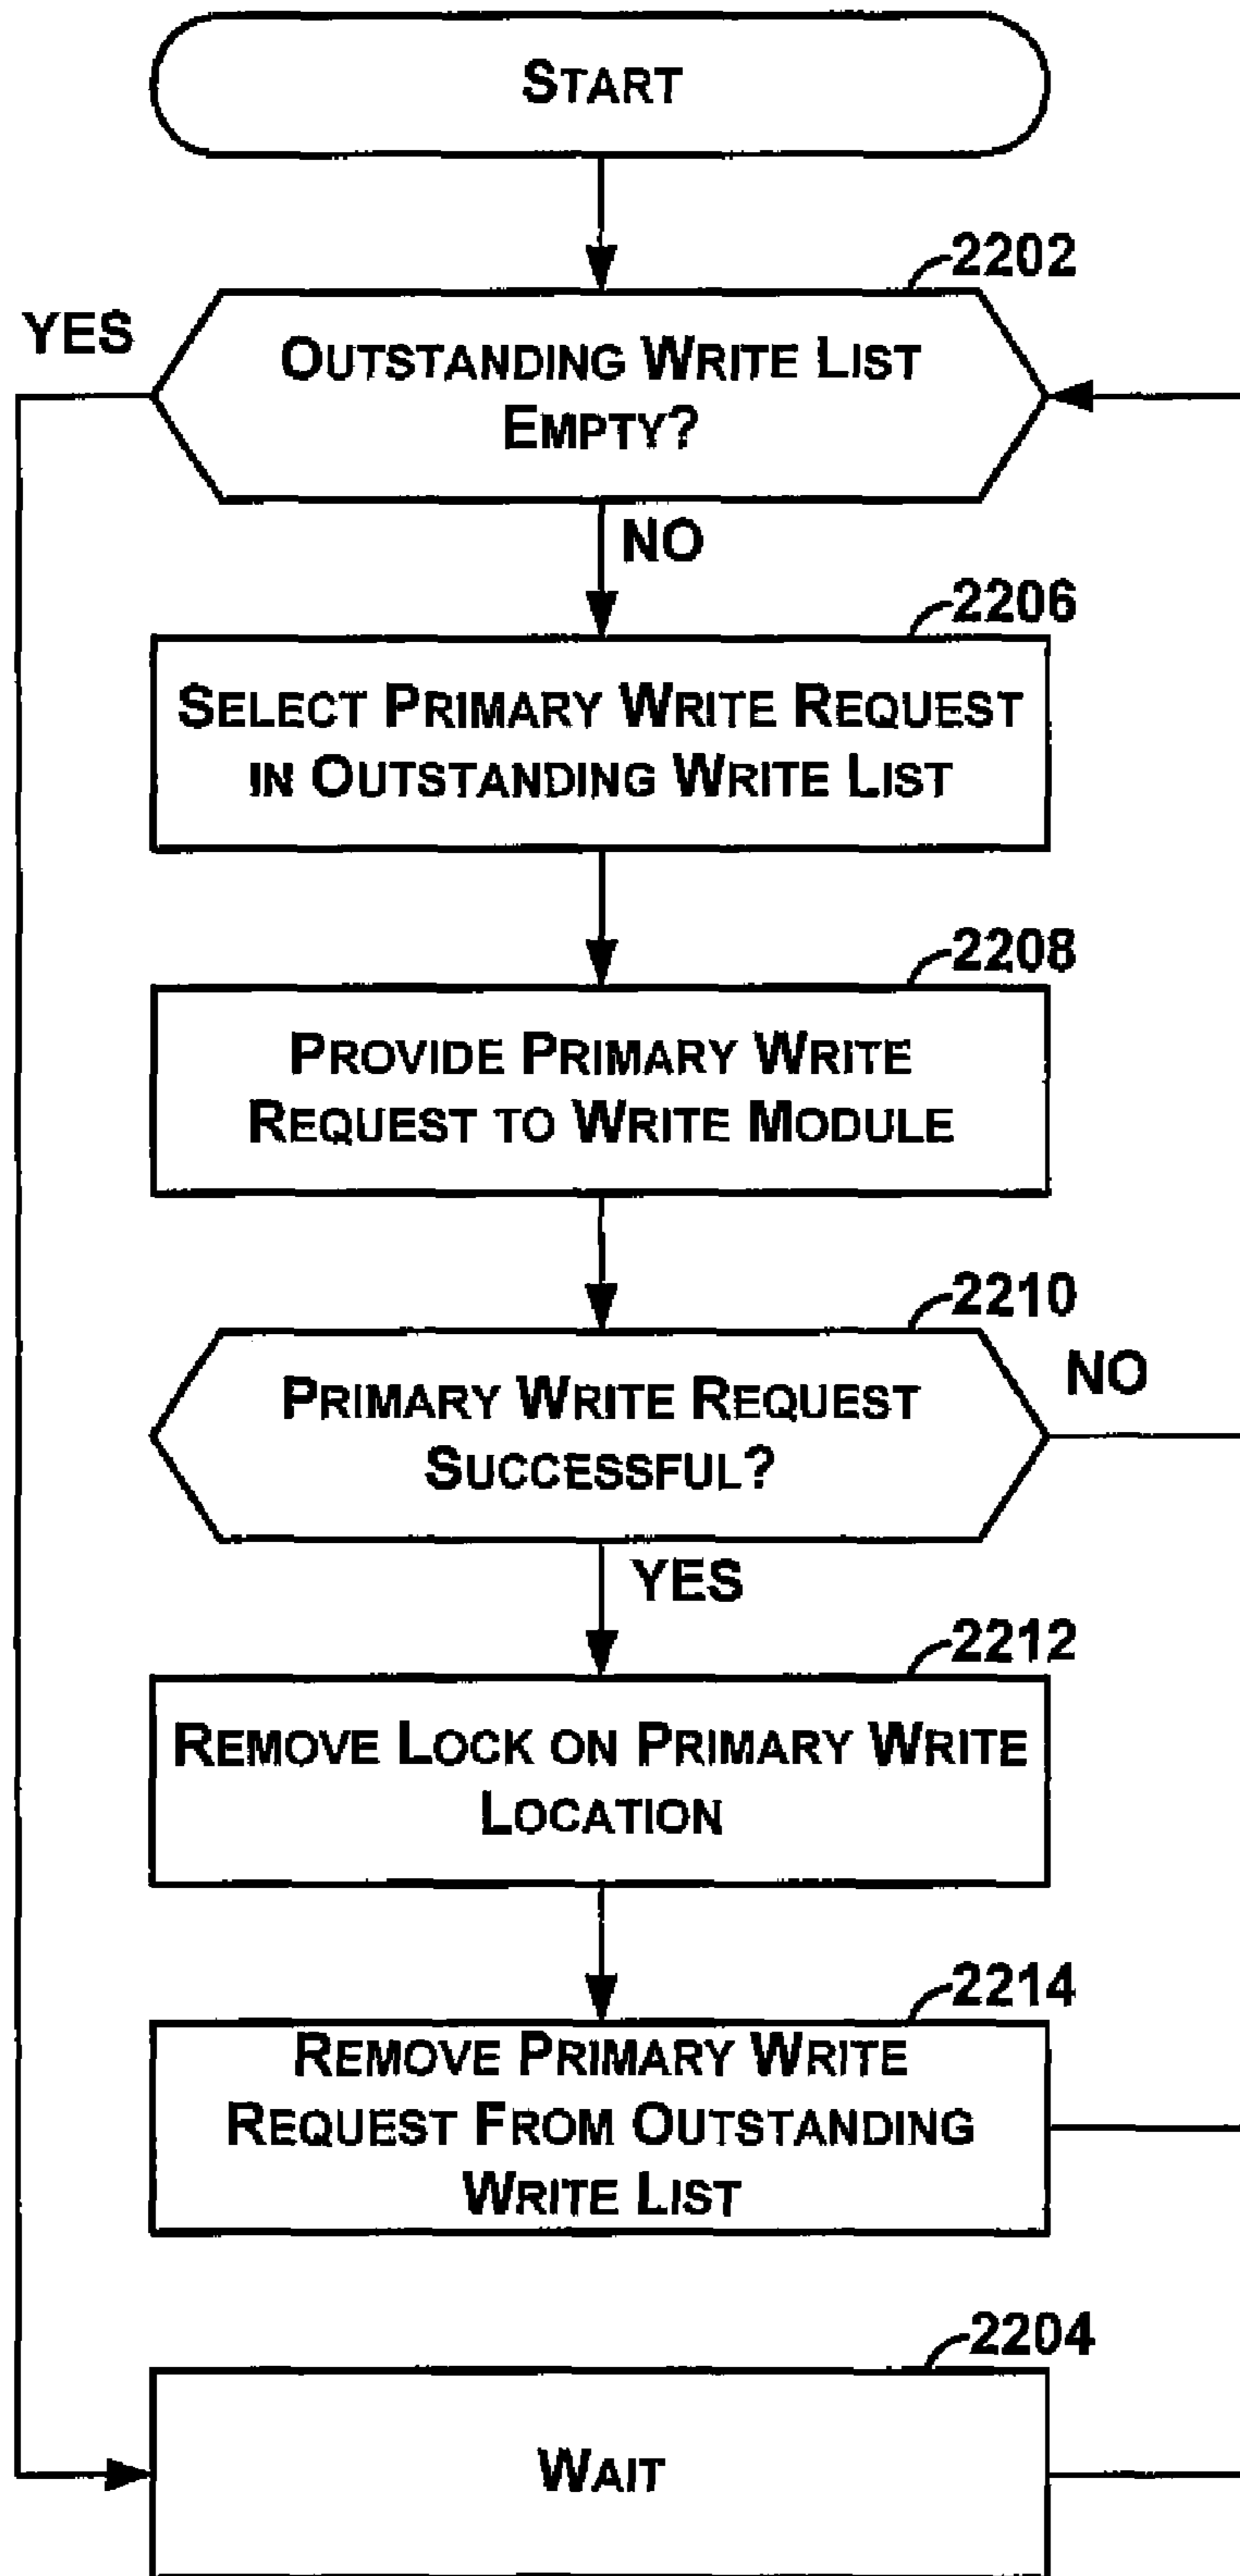 START
2202
YES
OUTSTANDING WRITE LIST
EMPTY?
NO
2206
SELECT PRIMARY WRITE REQUEST
IN OUTSTANDING WRITE LIST
2208
PROVIDE PRIMARY WRITE
REQUEST TO WRITE MODULE
2210
NO
PRIMARY WRITE REQUEST
SUCCESSFUL?
YES
2212
REMOVE LOCK ON PRIMARY WRITE
LOCATION
2214
REMOVE PRIMARY WRITE
REQUEST FROM OUTSTANDING
WRITE LIST
2204
WAIT